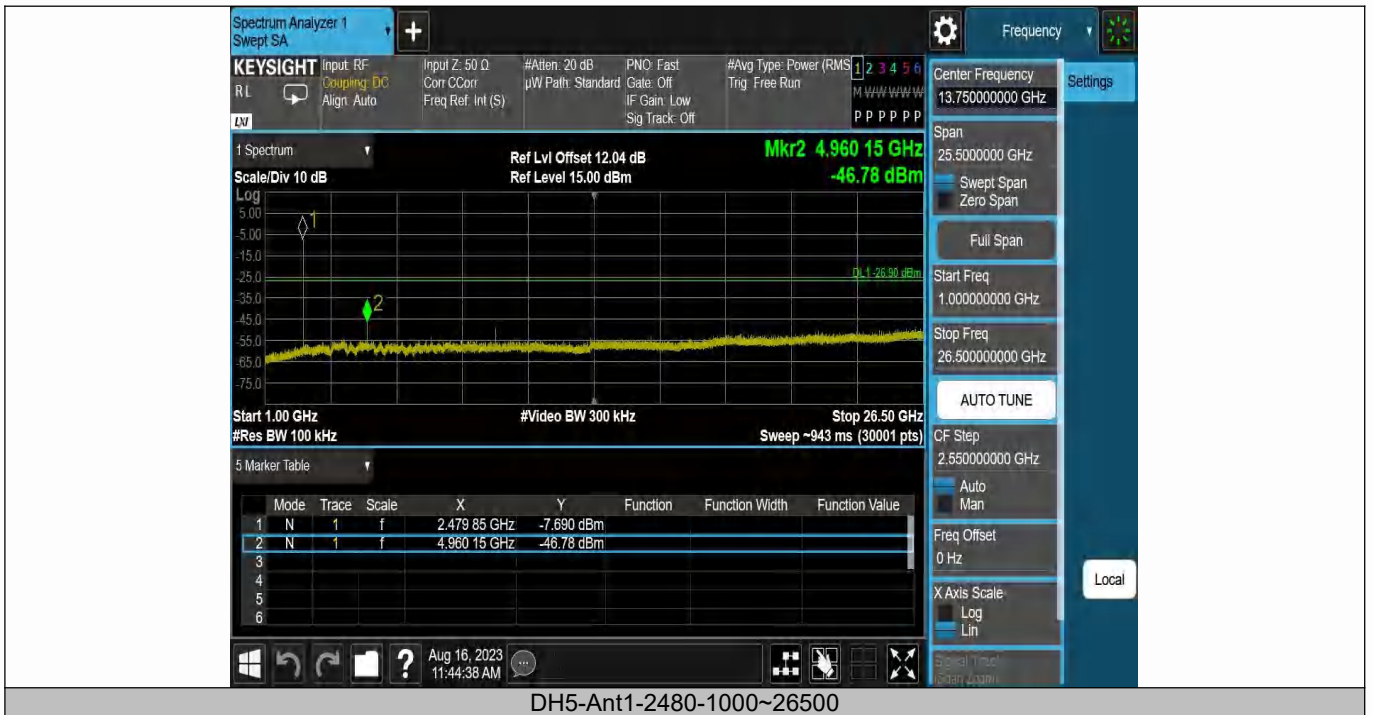 Spectrum Analyzer 1
Swept SA
Frequency
KEYSIGHT
RL
LXI
Input: RF
Coupling: DC
Align: Auto
Input Z: 50 Ω
Corr CCorr
Freq Ref: Int (S)
#Atten: 20 dB
µW Path: Standard
PNO: Fast
Gate: Off
IF Gain: Low
Sig Track: Off
#Avg Type: Power (RMS
Trig: Free Run
1 2 3 4 5 6
M W W W W W
P P P P P P
1 Spectrum
Scale/Div 10 dB
Ref Lvl Offset 12.04 dB
Ref Level 15.00 dBm
Mkr2 4.960 15 GHz
-46.78 dBm
Log
5.00
-5.00
-15.0
-25.0
-35.0
-45.0
-55.0
-65.0
-75.0
1
2
DL1 -26.90 dBm
Start 1.00 GHz
#Video BW 300 kHz
Stop 26.50 GHz
#Res BW 100 kHz
Sweep ~943 ms (30001 pts)
5 Marker Table
Mode Trace Scale X Y Function Function Width Function Value
1 N 1 f 2.479 85 GHz -7.690 dBm
2 N 1 f 4.960 15 GHz -46.78 dBm
3
4
5
6
Center Frequency
13.750000000 GHz
Settings
Span
25.5000000 GHz
Swept Span
Zero Span
Full Span
Start Freq
1.000000000 GHz
Stop Freq
26.500000000 GHz
AUTO TUNE
CF Step
2.550000000 GHz
Auto
Man
Freq Offset
0 Hz
X Axis Scale
Log
Lin
Signal Track
(Span Zoom)
Local
?
Aug 16, 2023
11:44:38 AM
DH5-Ant1-2480-1000~26500